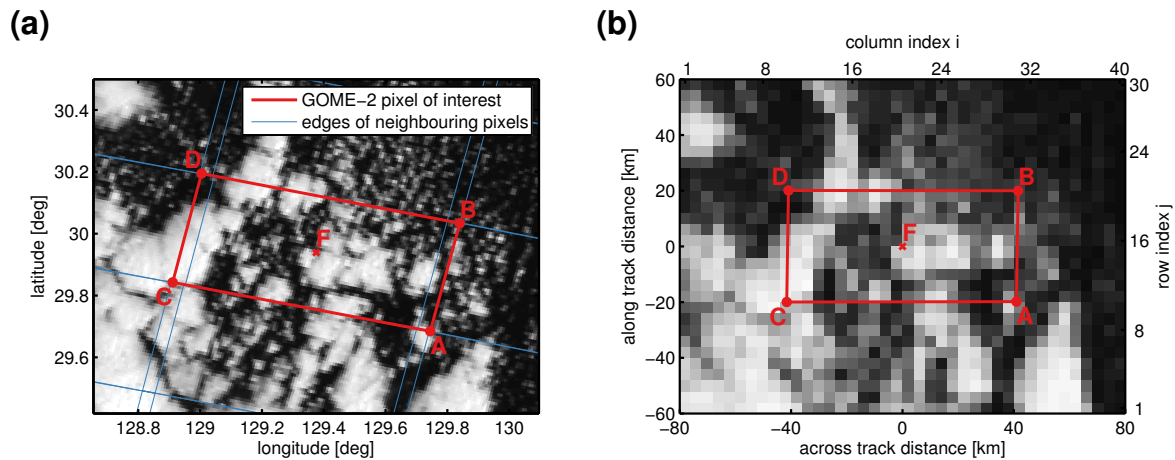 (a)
GOME−2 pixel of interest
edges of neighbouring pixels
D
B
F
C
A
30.4
30.2
30
29.8
29.6
latitude [deg]
128.8 129 129.2 129.4 129.6 129.8 130
longitude [deg]
(b)
column index i
1 8 16 24 32 40
60
40
20
0
−20
−40
−60
along track distance [km]
D
B
F
C
A
30
24
16
8
1
row index j
−80 −40 0 40 80
across track distance [km]